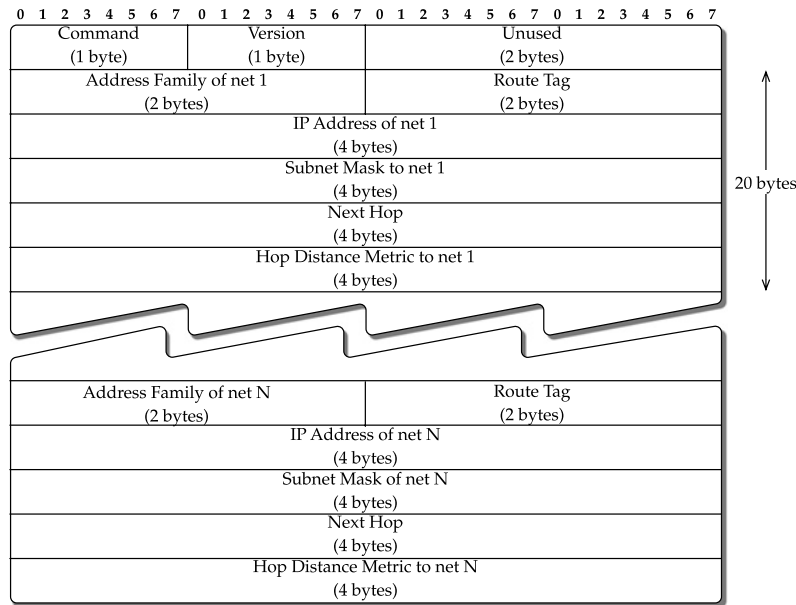 0 1 2 3 4 5 6 7 0 1 2 3 4 5 6 7 0 1 2 3 4 5 6 7 0 1 2 3 4 5 6 7
Command
(1 byte)
Version
(1 byte)
Unused
(2 bytes)
Address Family of net 1
(2 bytes)
Route Tag
(2 bytes)
IP Address of net 1
(4 bytes)
Subnet Mask to net 1
(4 bytes)
Next Hop
(4 bytes)
Hop Distance Metric to net 1
(4 bytes)
20 bytes
Address Family of net N
(2 bytes)
Route Tag
(2 bytes)
IP Address of net N
(4 bytes)
Subnet Mask of net N
(4 bytes)
Next Hop
(4 bytes)
Hop Distance Metric to net N
(4 bytes)